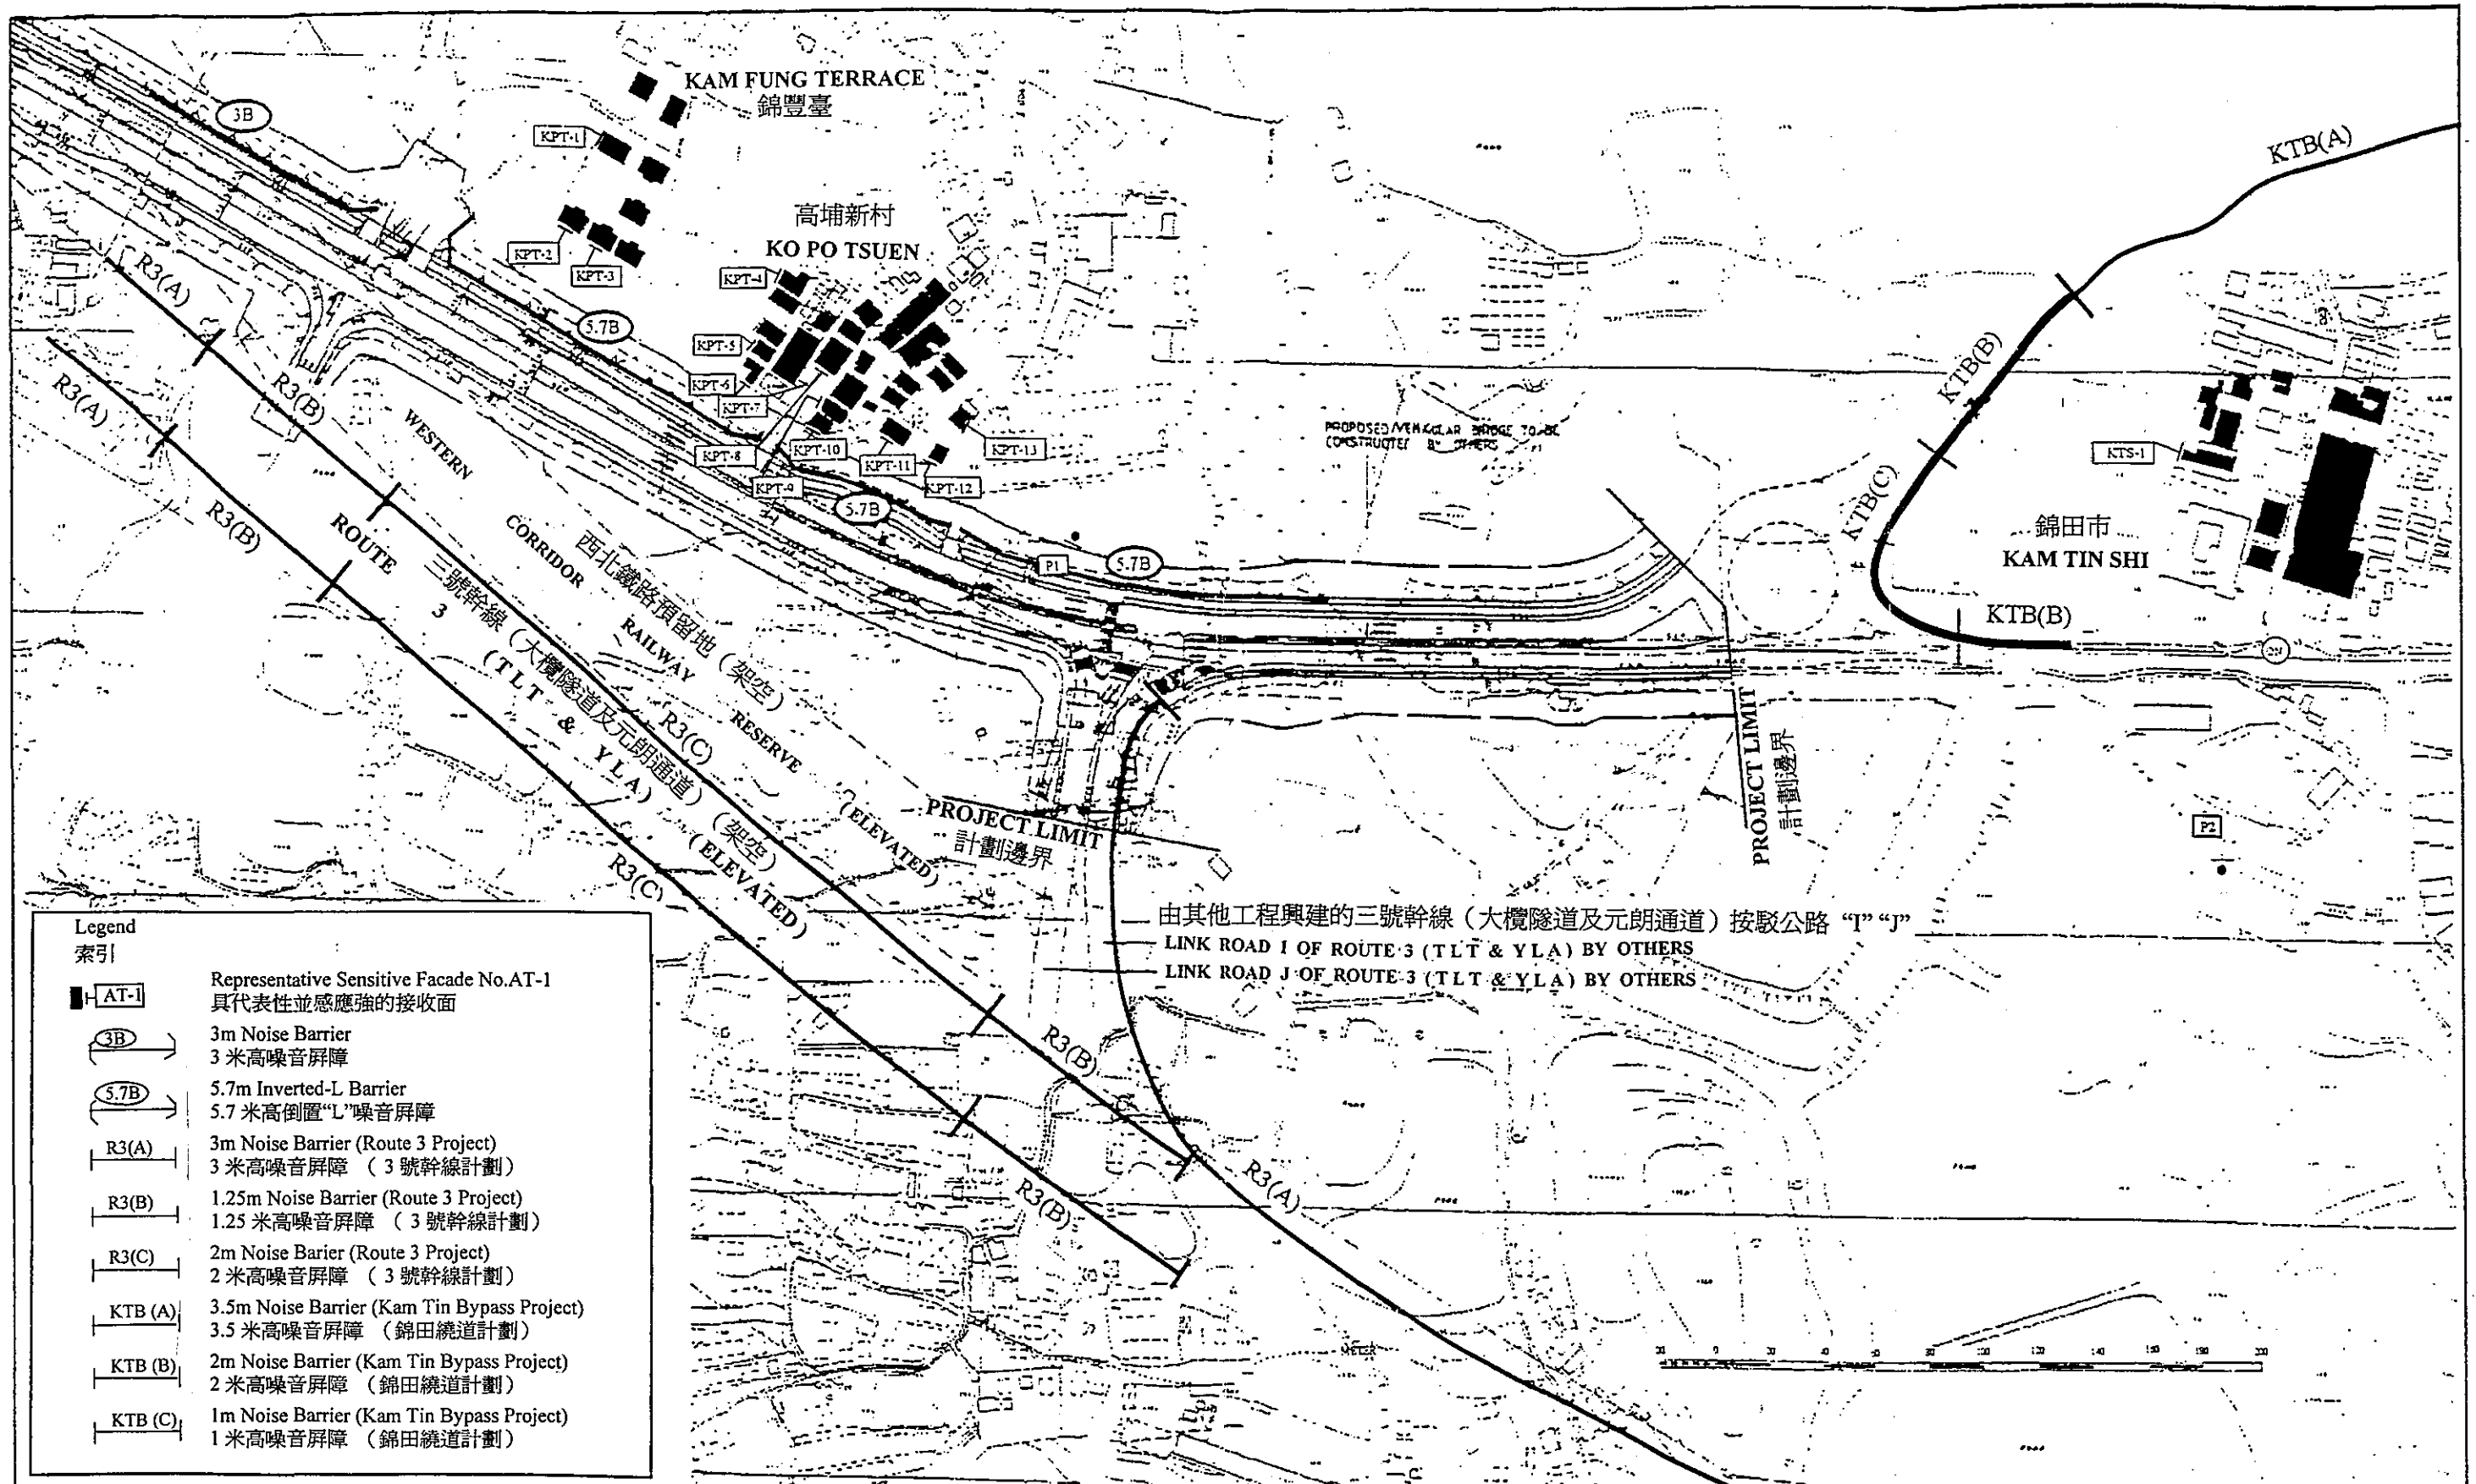 KAM FUNG TERRACE
錦豐臺
3B
KPT-1
KTB(A)
高埔新村
KO PO TSUEN
KPT-2
KPT-3
KPT-4
R3(A)
5.7B
KPT-5
KPT-6
KPT-7
KPT-8
KPT-9
KPT-10
KPT-11
KPT-12
KPT-13
R3(A)
R3(B)
R3(B)
KTB(B)
KTB(C)
KTB(B)
KTS-1
錦田市
KAM TIN SHI
2N
PROPOSED VEHICULAR BRIDGE TO BE
CONSTRUCTED BY OTHERS
5.7B
5.7B
P1
P2
WESTERN CORRIDOR RAILWAY RESERVE (ELEVATED)
西北鐵路預留地（架空）
ROUTE 3 (TLT & YLA) (ELEVATED)
三號幹線（大欖隧道及元朗通道）（架空）
R3(C)
R3(C)
PROJECT LIMIT
計劃邊界
PROJECT LIMIT
計劃邊界
由其他工程興建的三號幹線（大欖隧道及元朗通道）按駁公路 “I” “J”
LINK ROAD I OF ROUTE 3 (TLT & YLA) BY OTHERS
LINK ROAD J OF ROUTE 3 (TLT & YLA) BY OTHERS
R3(B)
R3(B)
R3(A)
Legend
索引
AT-1
Representative Sensitive Facade No.AT-1
具代表性並感應強的接收面
3B
3m Noise Barrier
3 米高噪音屏障
5.7B
5.7m Inverted-L Barrier
5.7 米高倒置“L”噪音屏障
R3(A)
3m Noise Barrier (Route 3 Project)
3 米高噪音屏障 （ 3 號幹線計劃）
R3(B)
1.25m Noise Barrier (Route 3 Project)
1.25 米高噪音屏障 （ 3 號幹線計劃）
R3(C)
2m Noise Barier (Route 3 Project)
2 米高噪音屏障 （ 3 號幹線計劃）
KTB (A)
3.5m Noise Barrier (Kam Tin Bypass Project)
3.5 米高噪音屏障 （錦田繞道計劃）
KTB (B)
2m Noise Barrier (Kam Tin Bypass Project)
2 米高噪音屏障 （錦田繞道計劃）
KTB (C)
1m Noise Barrier (Kam Tin Bypass Project)
1 米高噪音屏障 （錦田繞道計劃）